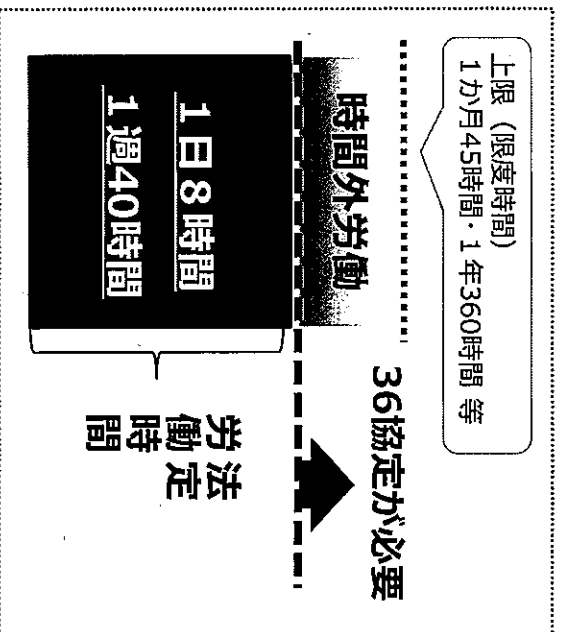 上限（限度時間）
1か月45時間・1年360時間 等
36協定が必要
時間外労働
1日8時間
1週40時間
法定
労働時間